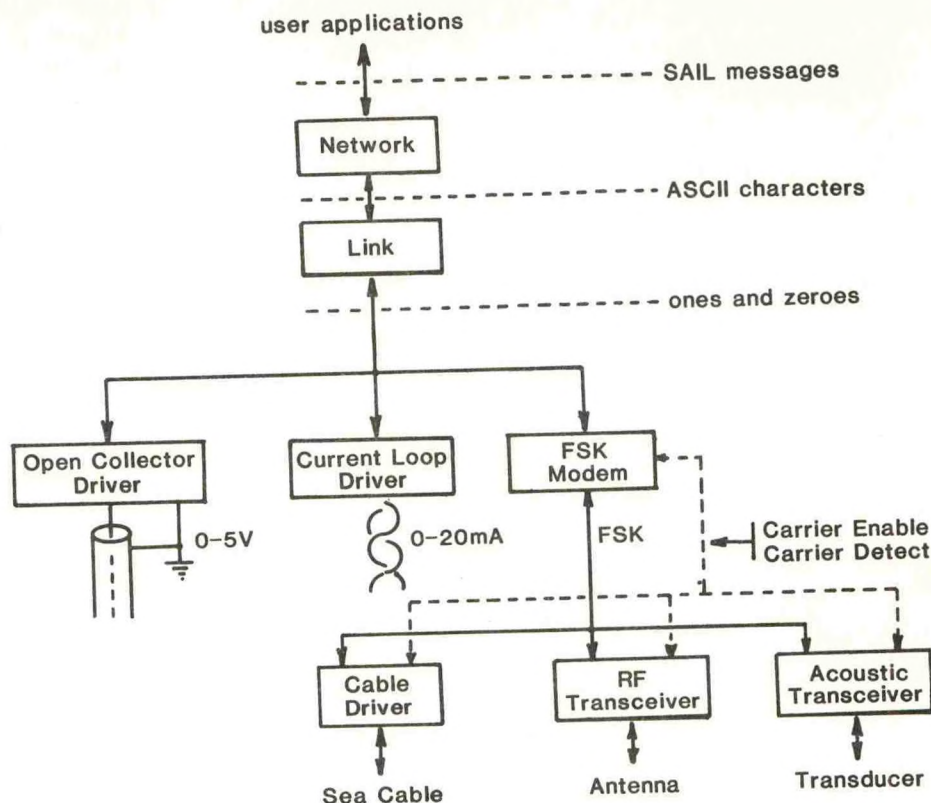 user applications
SAIL messages
Network
ASCII characters
Link
ones and zeroes
Open Collector
Driver
Current Loop
Driver
FSK
Modem
0-5V
0-20mA
FSK
Carrier Enable
Carrier Detect
Cable
Driver
RF
Transceiver
Acoustic
Transceiver
Sea Cable
Antenna
Transducer